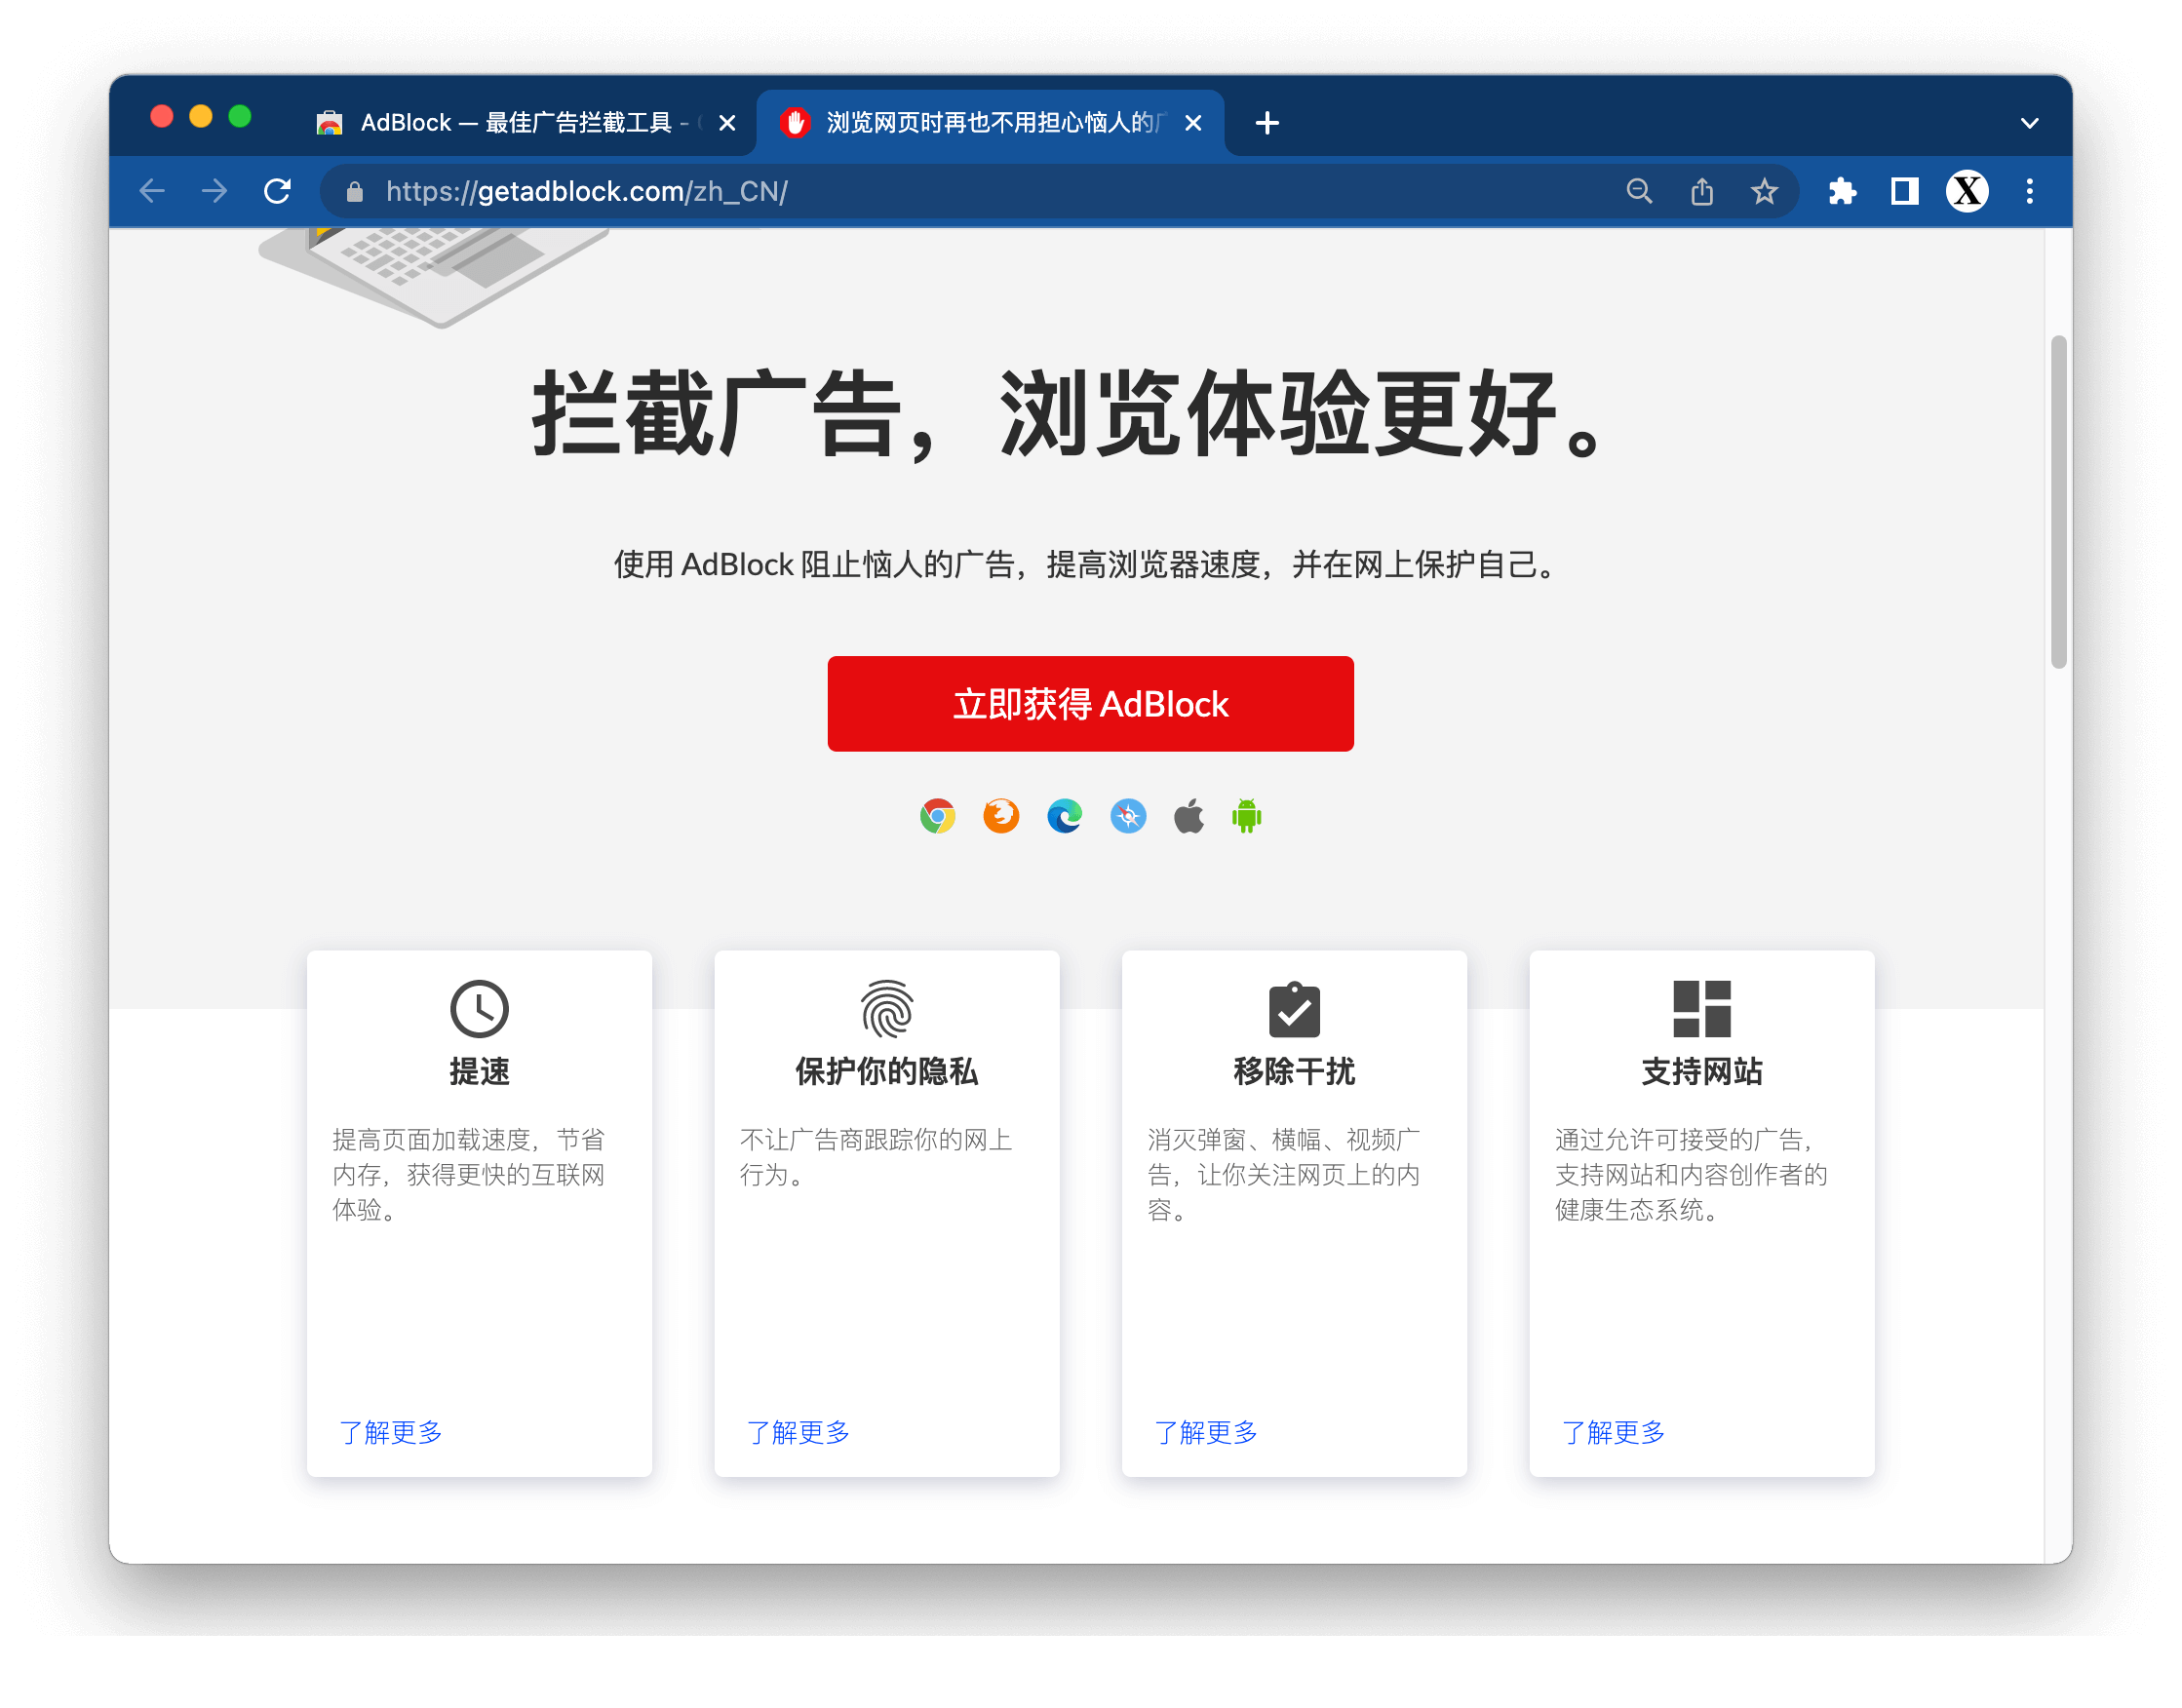 AdBlock — 最佳广告拦截工具 -
浏览网页时再也不用担心恼人的
https://getadblock.com/zh_CN/
X
拦截广告，浏览体验更好。
使用 AdBlock 阻止恼人的广告，提高浏览器速度，并在网上保护自己。
立即获得 AdBlock
提速
提高页面加载速度，节省
内存，获得更快的互联网
体验。
了解更多
保护你的隐私
不让广告商跟踪你的网上
行为。
了解更多
移除干扰
消灭弹窗、横幅、视频广
告，让你关注网页上的内
容。
了解更多
支持网站
通过允许可接受的广告，
支持网站和内容创作者的
健康生态系统。
了解更多